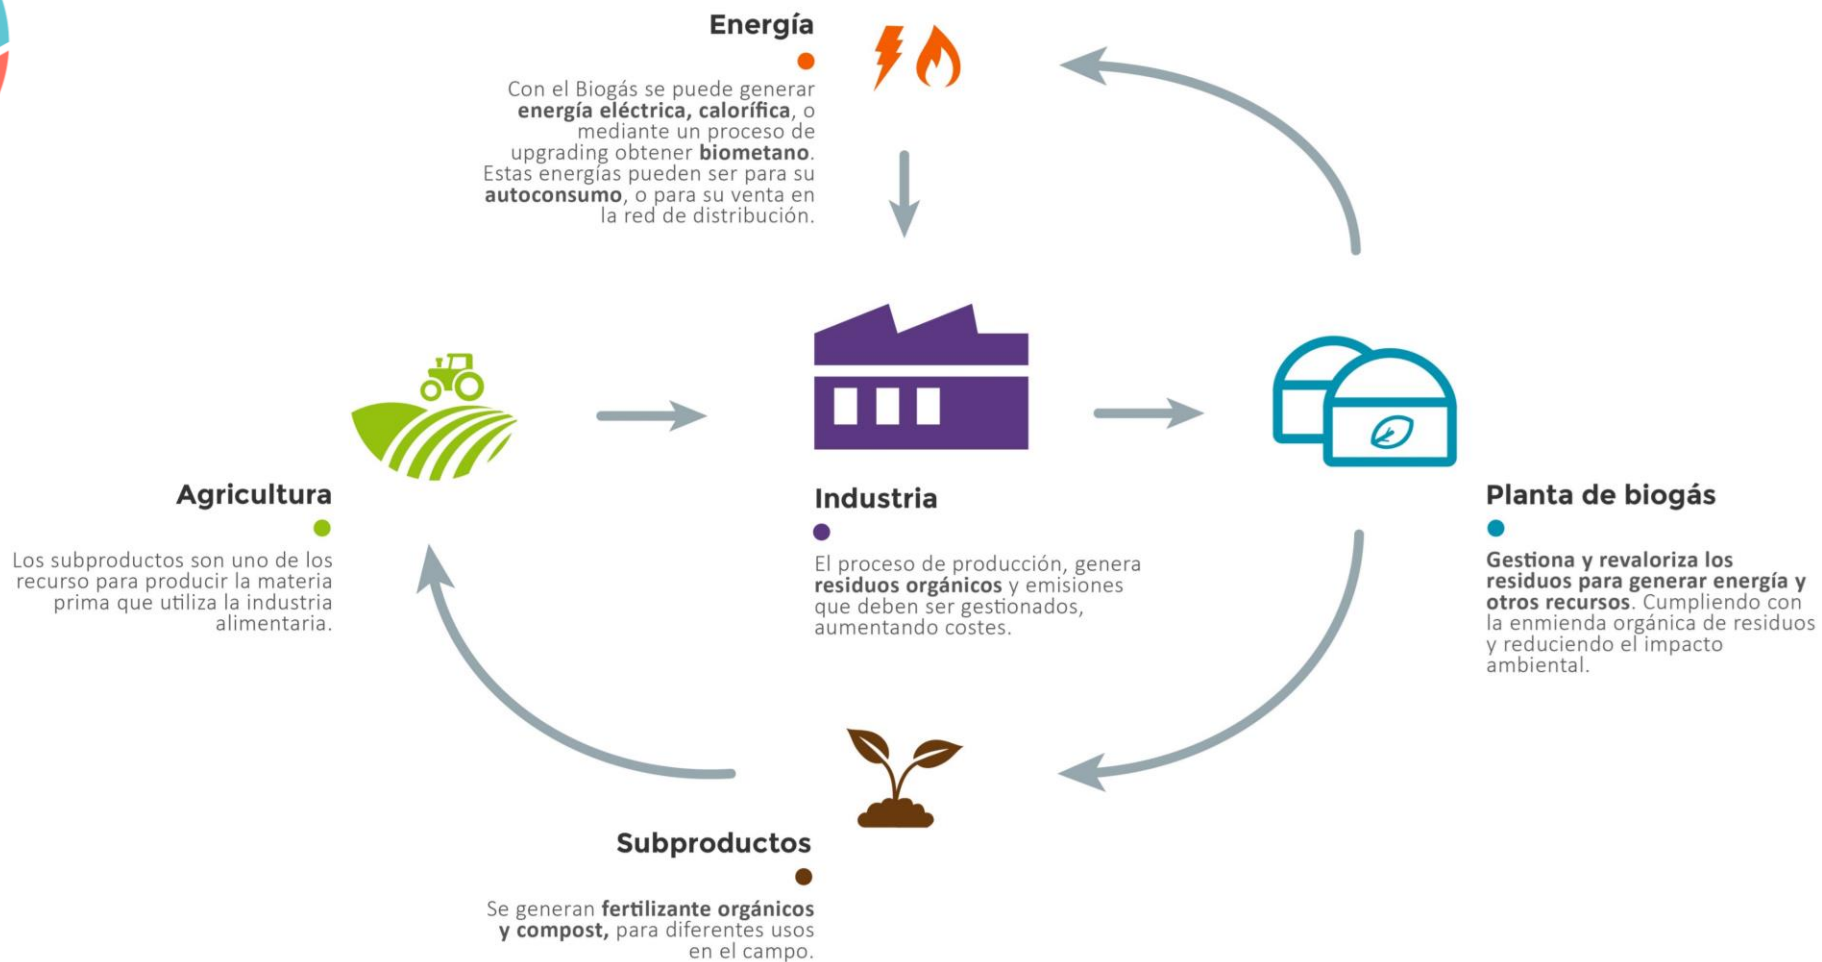 Energía
Con el Biogás se puede generar
energía eléctrica, calorífica, o
mediante un proceso de
upgrading obtener biometano.
Estas energías pueden ser para su
autoconsumo, o para su venta en
la red de distribución.
Agricultura
Los subproductos son uno de los
recurso para producir la materia
prima que utiliza la industria
alimentaria.
Industria
El proceso de producción, genera
residuos orgánicos y emisiones
que deben ser gestionados,
aumentando costes.
Planta de biogás
Gestiona y revaloriza los
residuos para generar energía y
otros recursos. Cumpliendo con
la enmienda orgánica de residuos
y reduciendo el impacto
ambiental.
Subproductos
Se generan fertilizante orgánicos
y compost, para diferentes usos
en el campo.